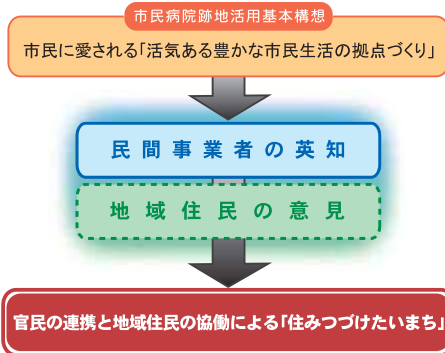 市民病院跡地活用基本構想
市民に愛される「活気ある豊かな市民生活の拠点づくり」
民間事業者の英知
地域住民の意見
官民の連携と地域住民の協働による「住みつづけたいまち」